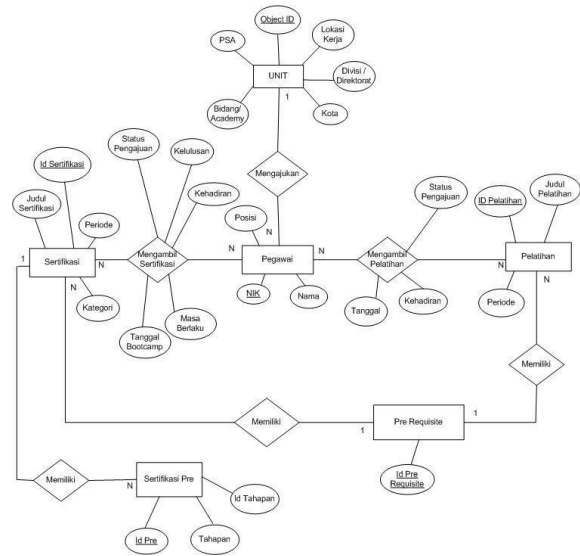 Object ID
PSA
Lokasi
Kerja
UNIT
Divisi /
Direktorat
Bidang/
Academy
Kota
1
Status
Pengajuan
Kelulusan
Id Sertifikasi
Mengajukan
Kehadiran
Status
Pengajuan
Judul
Pelatihan
ID Pelatihan
Judul
Sertifikasi
Periode
Posisi
N
1
Sertifikasi
N
Mengambil
Sertifikasi
N
Pegawai
N
Mengambil
Pelatihan
N
Pelatihan
N
N
Kategori
NIK
Nama
Tanggal
Kehadiran
Periode
Masa
Berlaku
Tanggal
Bootcamp
Memiliki
Memiliki
1
Pre Requisite
1
Memiliki
N
Sertifikasi Pre
Id Tahapan
Id Pre
Requisite
Id Pre
Tahapan